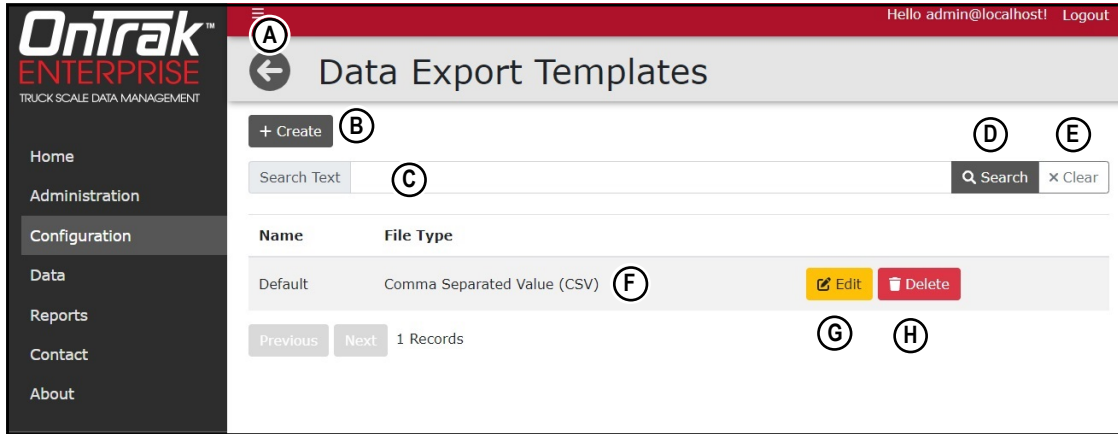 OnTrak™
ENTERPRISE
TRUCK SCALE DATA MANAGEMENT
Home
Administration
Configuration
Data
Reports
Contact
About
Hello admin@localhost! Logout
A
Data Export Templates
+ Create B
D E
Search Text C Search × Clear
Name File Type
Default Comma Separated Value (CSV) F Edit Delete
G H
Previous Next 1 Records